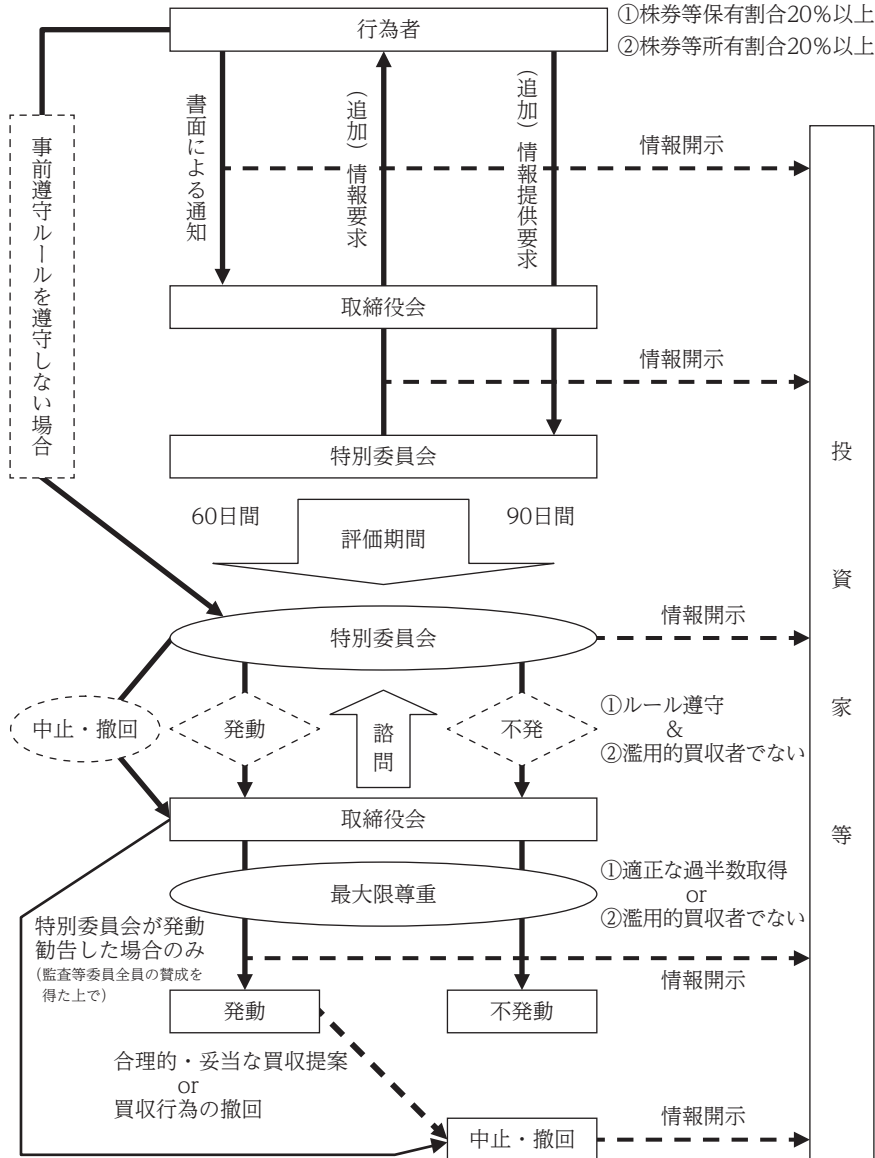 行為者
①株券等保有割合20％以上
②株券等所有割合20％以上
書面による通知
（追加）情報要求
（追加）情報提供要求
情報開示
事前遵守ルールを遵守しない場合
取締役会
情報開示
特別委員会
投資家等
60日間
評価期間
90日間
特別委員会
情報開示
中止・撤回
発動
諮問
不発
①ルール遵守
&
②濫用的買収者でない
取締役会
最大限尊重
①適正な過半数取得
or
②濫用的買収者でない
特別委員会が発動
勧告した場合のみ
（監査等委員全員の賛成を
得た上で）
情報開示
発動
不発動
合理的・妥当な買収提案
or
買収行為の撤回
中止・撤回
情報開示